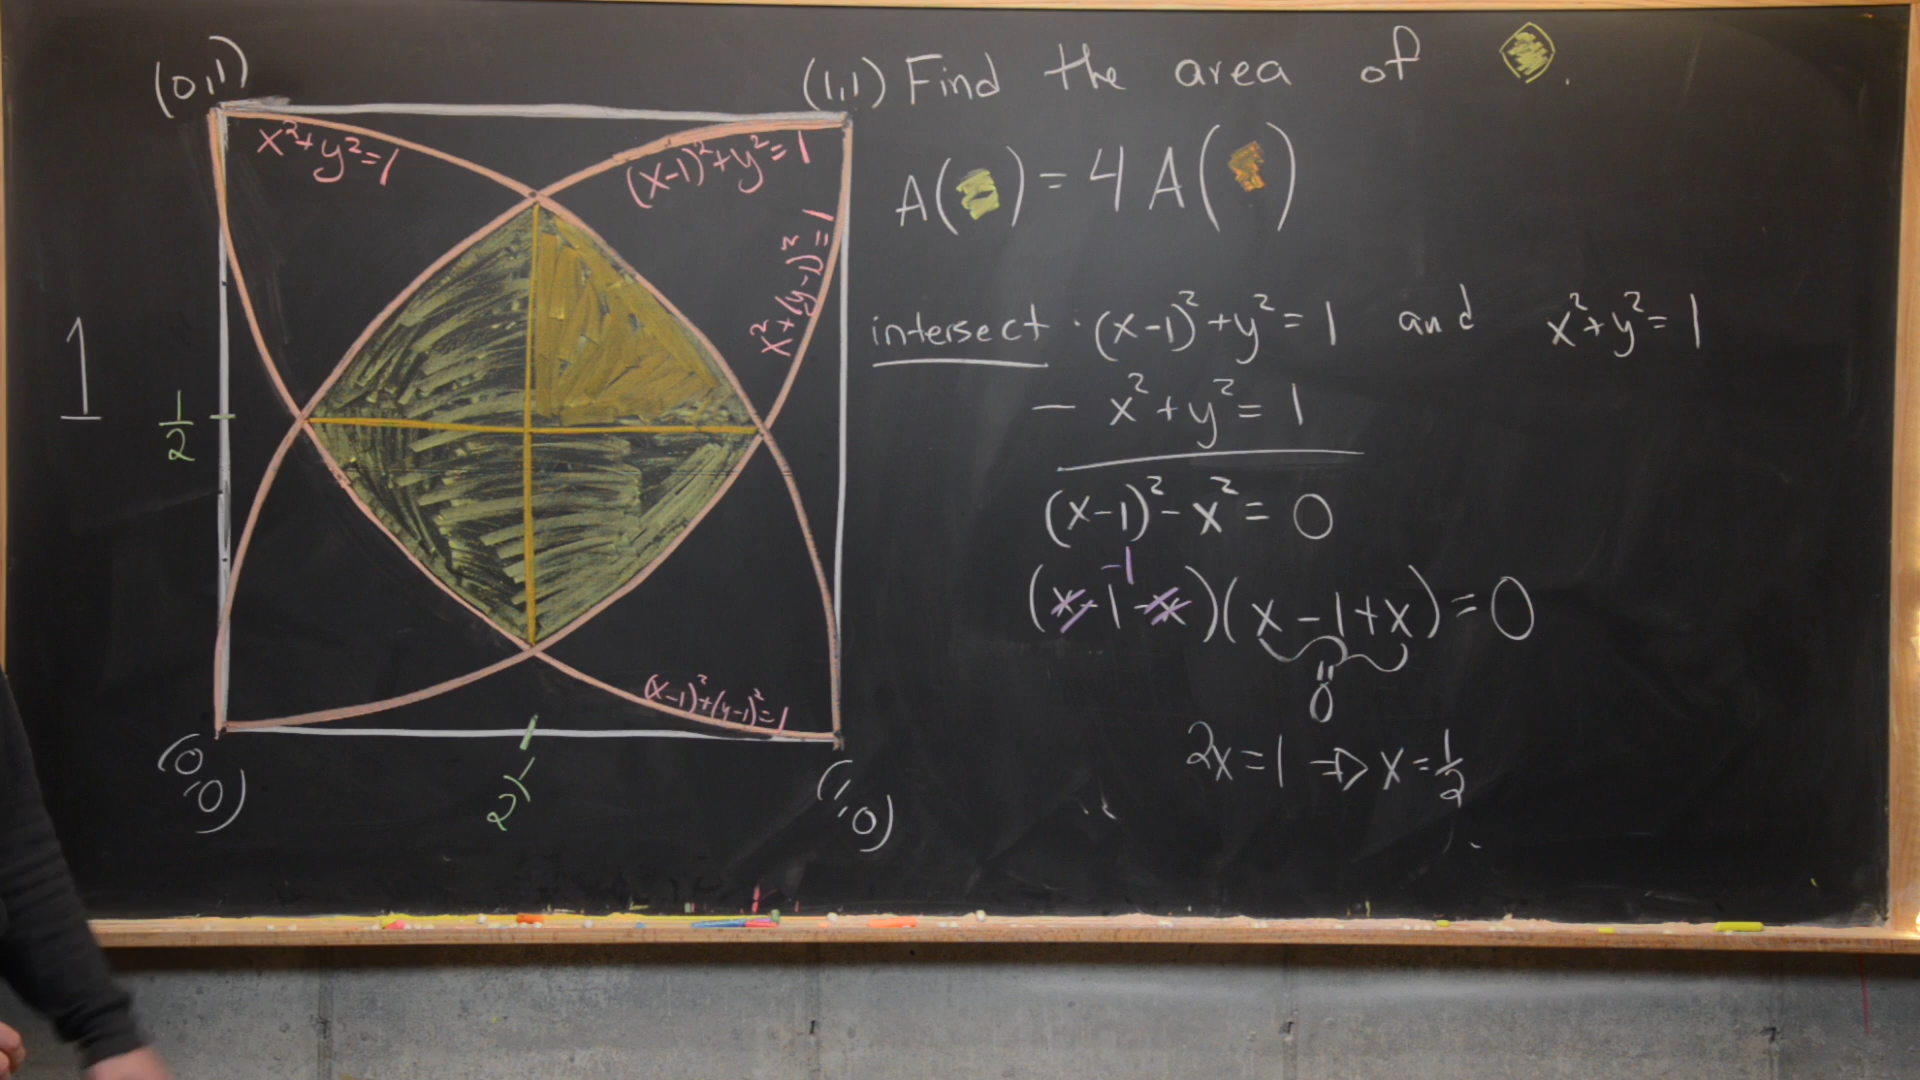 (0,1)
(1,1) Find the area of .
x²+y²=1
(x-1)²+y²=1
A( ) = 4 A( )
x²+(y-1)²=1
1
intersect : (x-1)²+y²=1 and x²+y²=1
- x²+y²=1
1/2
(x-1)²-x²=0
(x-1-x)(x-1+x)=0
-1
(x-1)²+(y-1)²=1
=
0
2x=1 ⇒ x=1/2
(0,0)
1/2
(1,0)